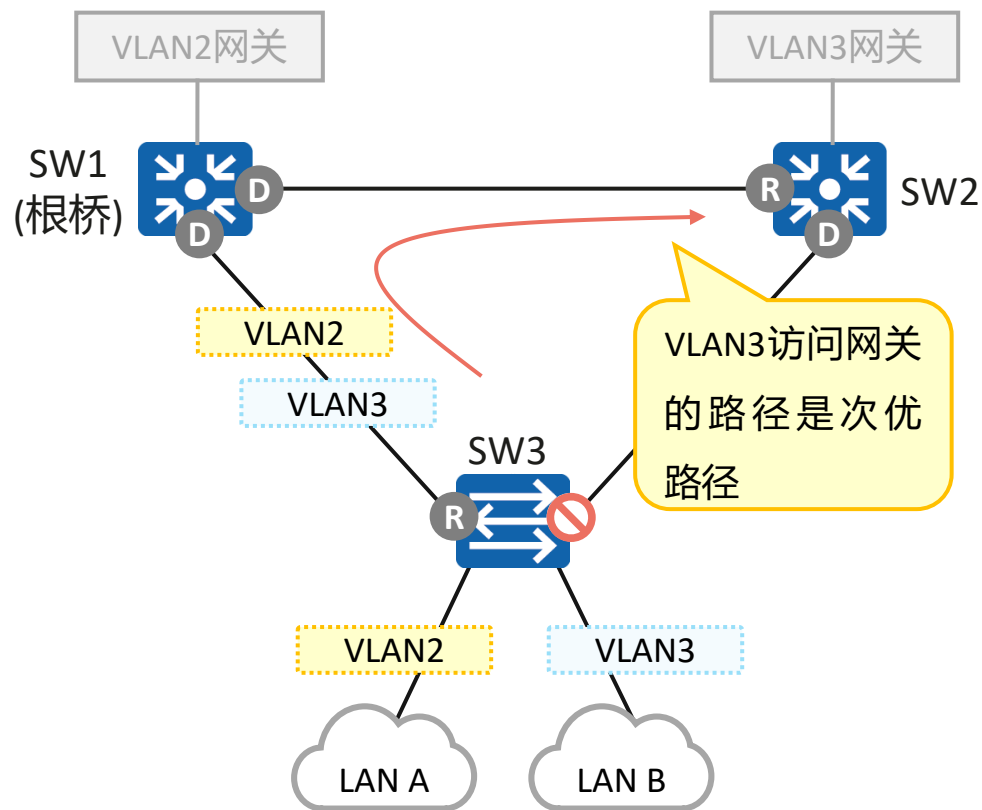 VLAN2网关
VLAN3网关
SW1
(根桥)
D
D
R
D
SW2
VLAN2
VLAN3
VLAN3访问网关
的路径是次优
路径
SW3
R
VLAN2
VLAN3
LAN A
LAN B